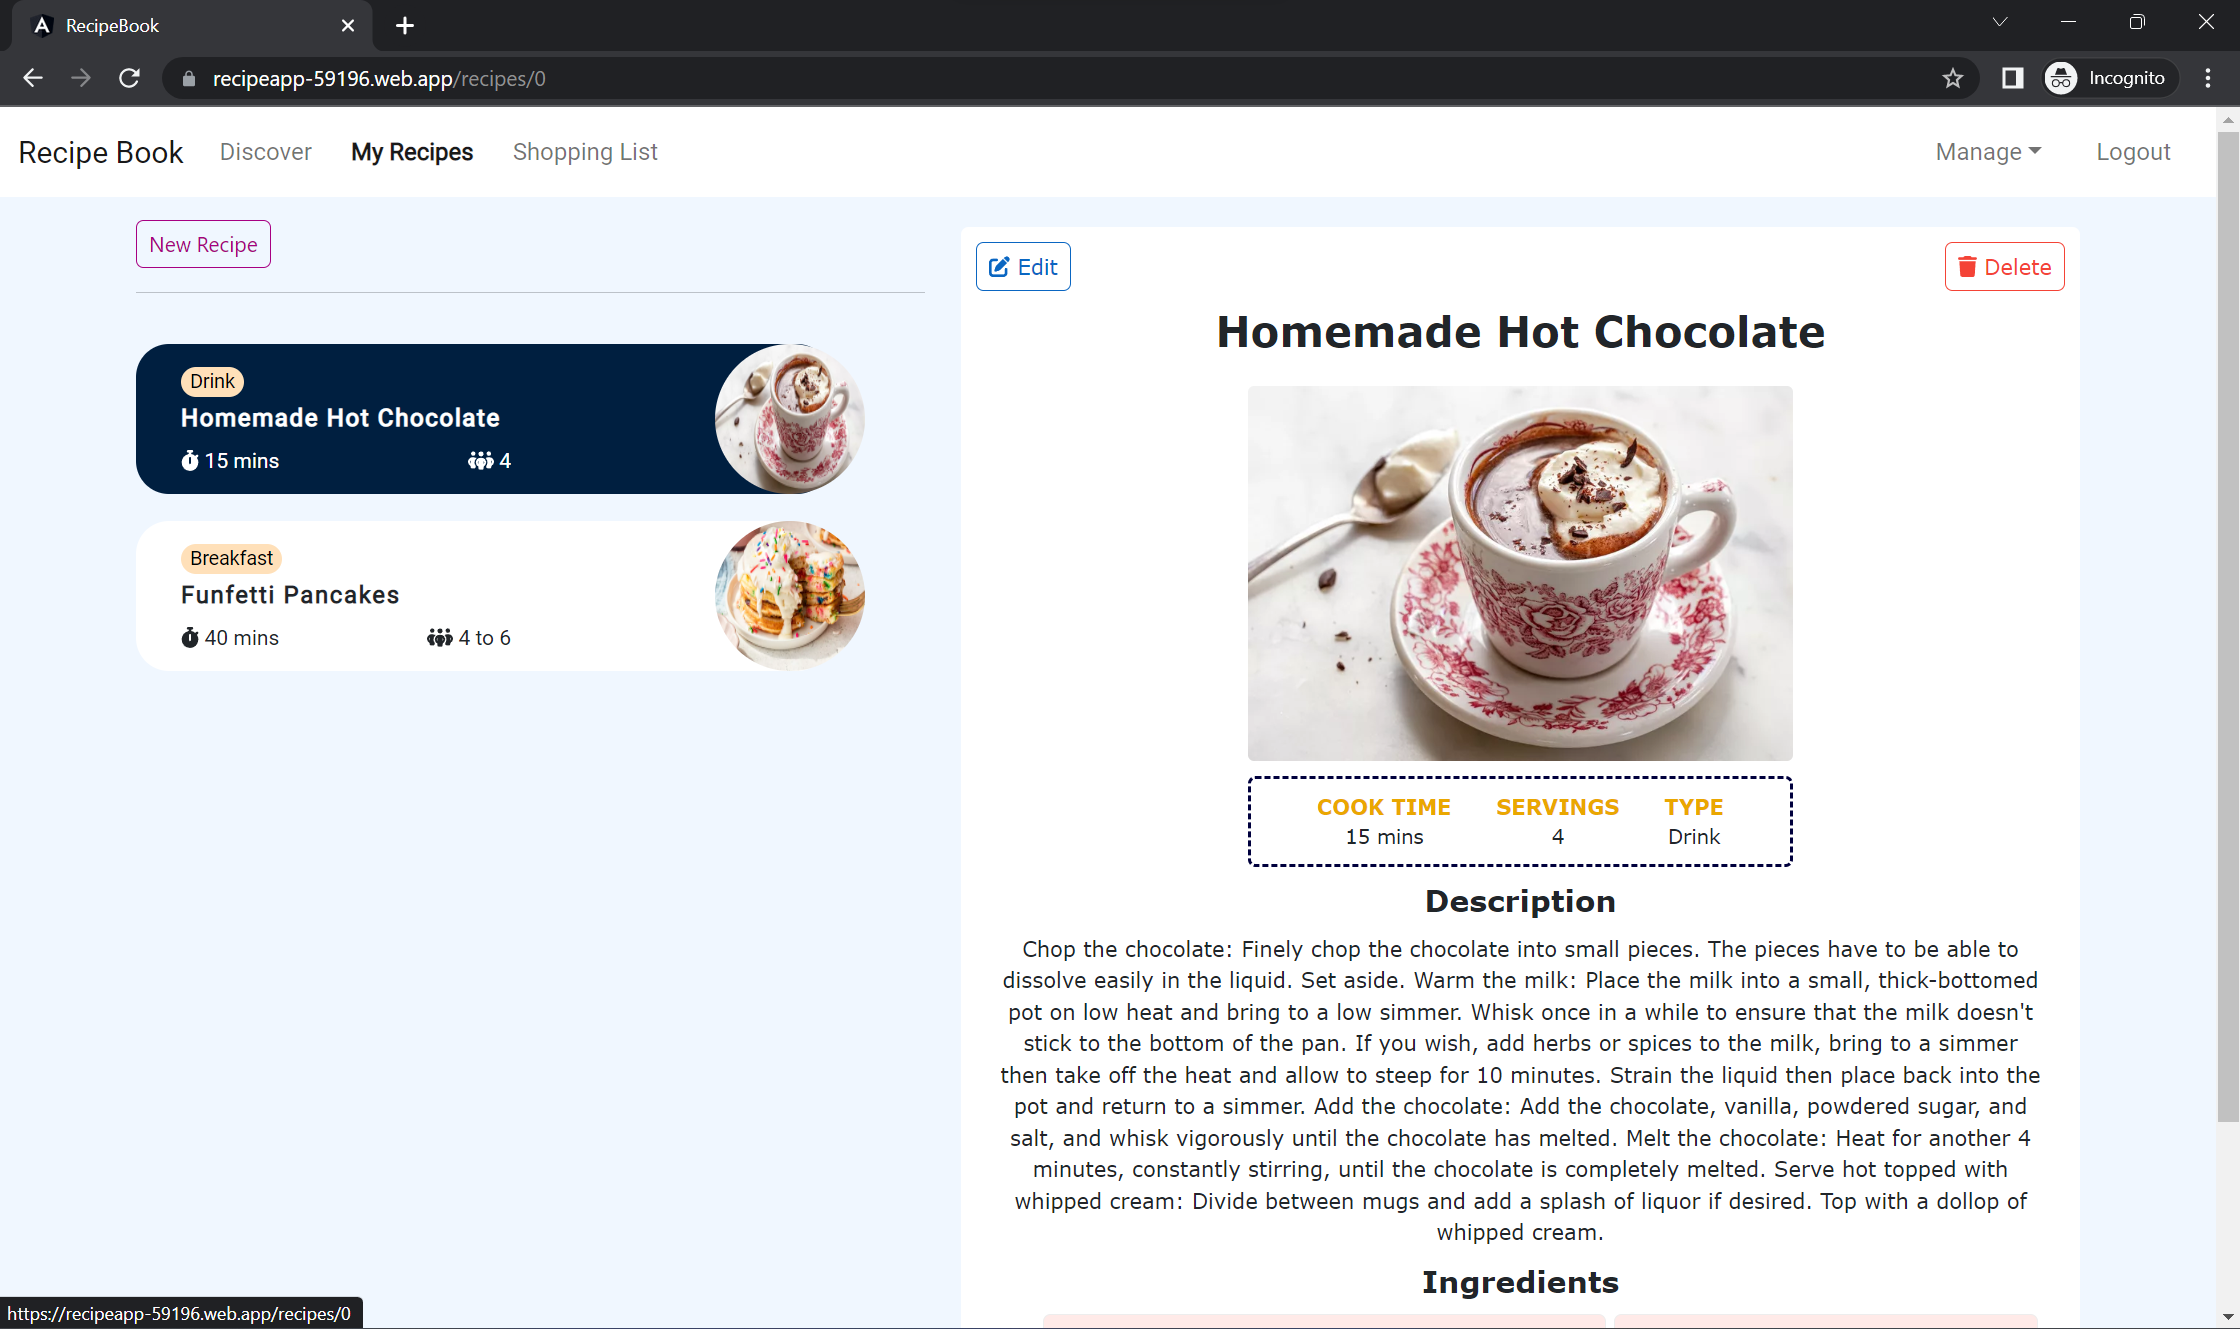 RecipeBook
recipeapp-59196.web.app/recipes/0
Incognito
Recipe Book
Discover
My Recipes
Shopping List
Manage
Logout
New Recipe
Drink
Homemade Hot Chocolate
15 mins
4
Breakfast
Funfetti Pancakes
40 mins
4 to 6
Edit
Delete
Homemade Hot Chocolate
COOK TIME
15 mins
SERVINGS
4
TYPE
Drink
Description
Chop the chocolate: Finely chop the chocolate into small pieces. The pieces have to be able to
dissolve easily in the liquid. Set aside. Warm the milk: Place the milk into a small, thick-bottomed
pot on low heat and bring to a low simmer. Whisk once in a while to ensure that the milk doesn't
stick to the bottom of the pan. If you wish, add herbs or spices to the milk, bring to a simmer
then take off the heat and allow to steep for 10 minutes. Strain the liquid then place back into the
pot and return to a simmer. Add the chocolate: Add the chocolate, vanilla, powdered sugar, and
salt, and whisk vigorously until the chocolate has melted. Melt the chocolate: Heat for another 4
minutes, constantly stirring, until the chocolate is completely melted. Serve hot topped with
whipped cream: Divide between mugs and add a splash of liquor if desired. Top with a dollop of
whipped cream.
Ingredients
https://recipeapp-59196.web.app/recipes/0